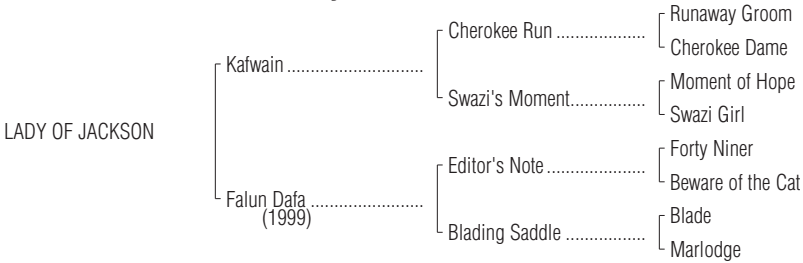 Runaway Groom
Cherokee Run ...................
Cherokee Dame
Kafwain .............................
Moment of Hope
Swazi's Moment................
Swazi Girl
LADY OF JACKSON
Forty Niner
Editor's Note .....................
Beware of the Cat
Falun Dafa ........................
(1999)
Blade
Blading Saddle .................
Marlodge